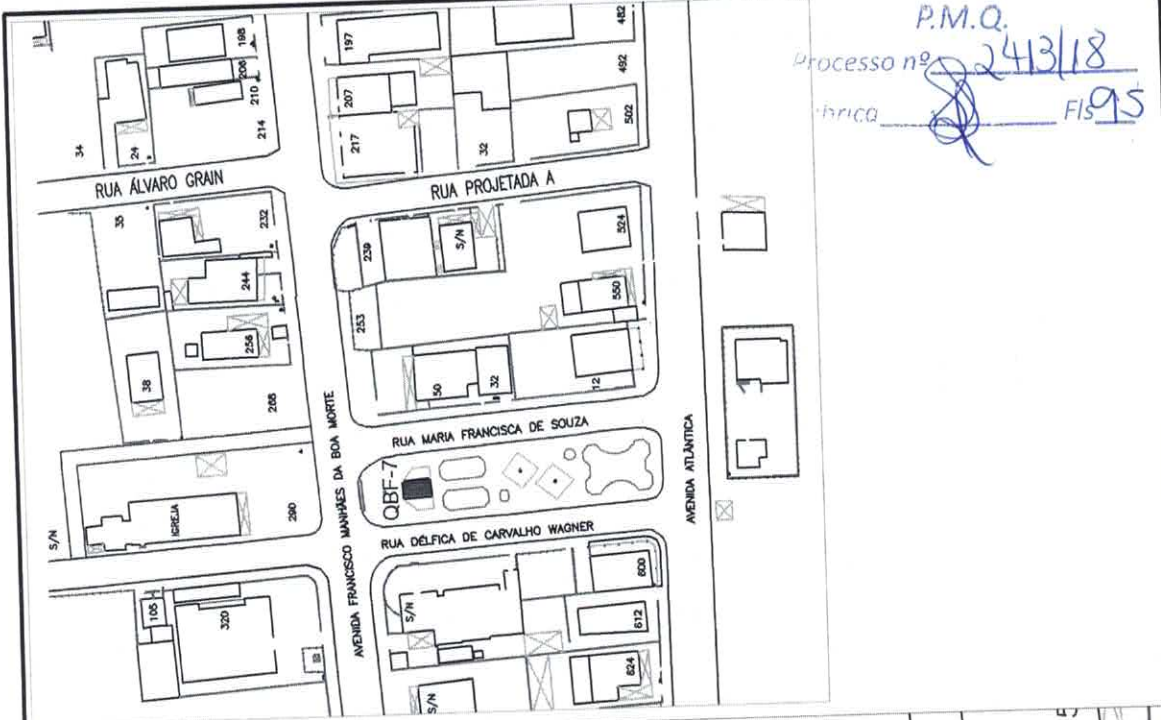 P.M.Q.
Processo nº 2413/18
Fls 95
198
206
210
214
34
24
197
207
217
482
492
502
32
RUA ÁLVARO GRAIN
RUA PROJETADA A
35
232
244
256
268
38
239
S/N
253
524
550
50
32
12
AVENIDA FRANCISCO MANHÃES DA BOA MORTE
RUA MARIA FRANCISCA DE SOUZA
AVENIDA ATLÂNTICA
QBF-7
S/N
IGREJA
290
RUA DÉLFICA DE CARVALHO WAGNER
105
320
S/N
600
612
624
S/N